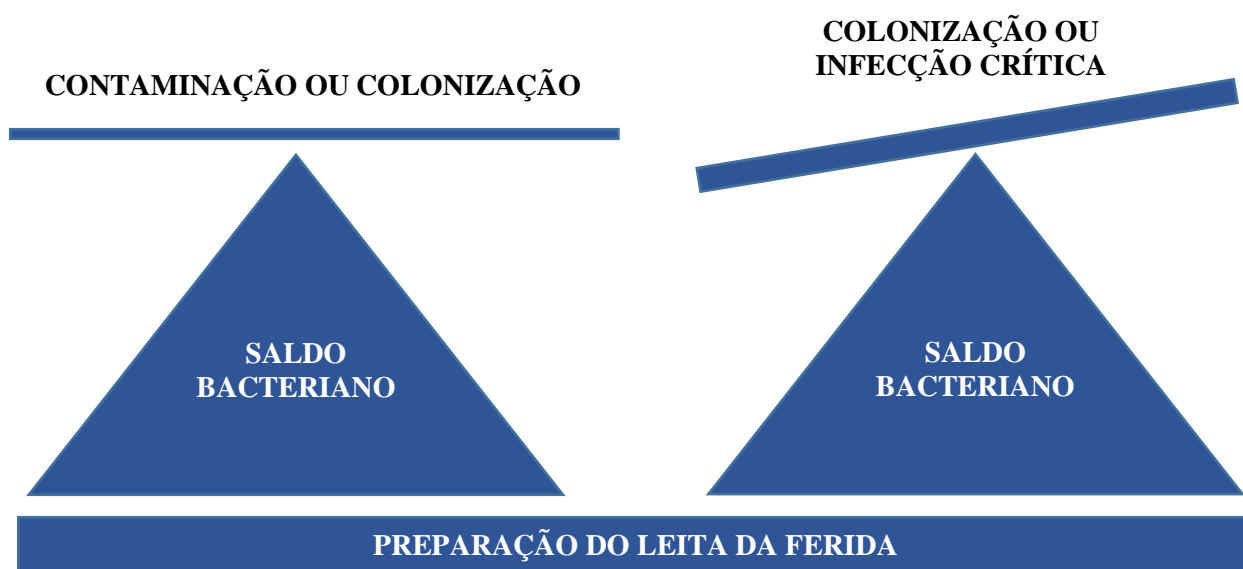 CONTAMINAÇÃO OU COLONIZAÇÃO
COLONIZAÇÃO OU
INFECÇÃO CRÍTICA
SALDO
BACTERIANO
SALDO
BACTERIANO
PREPARAÇÃO DO LEITA DA FERIDA